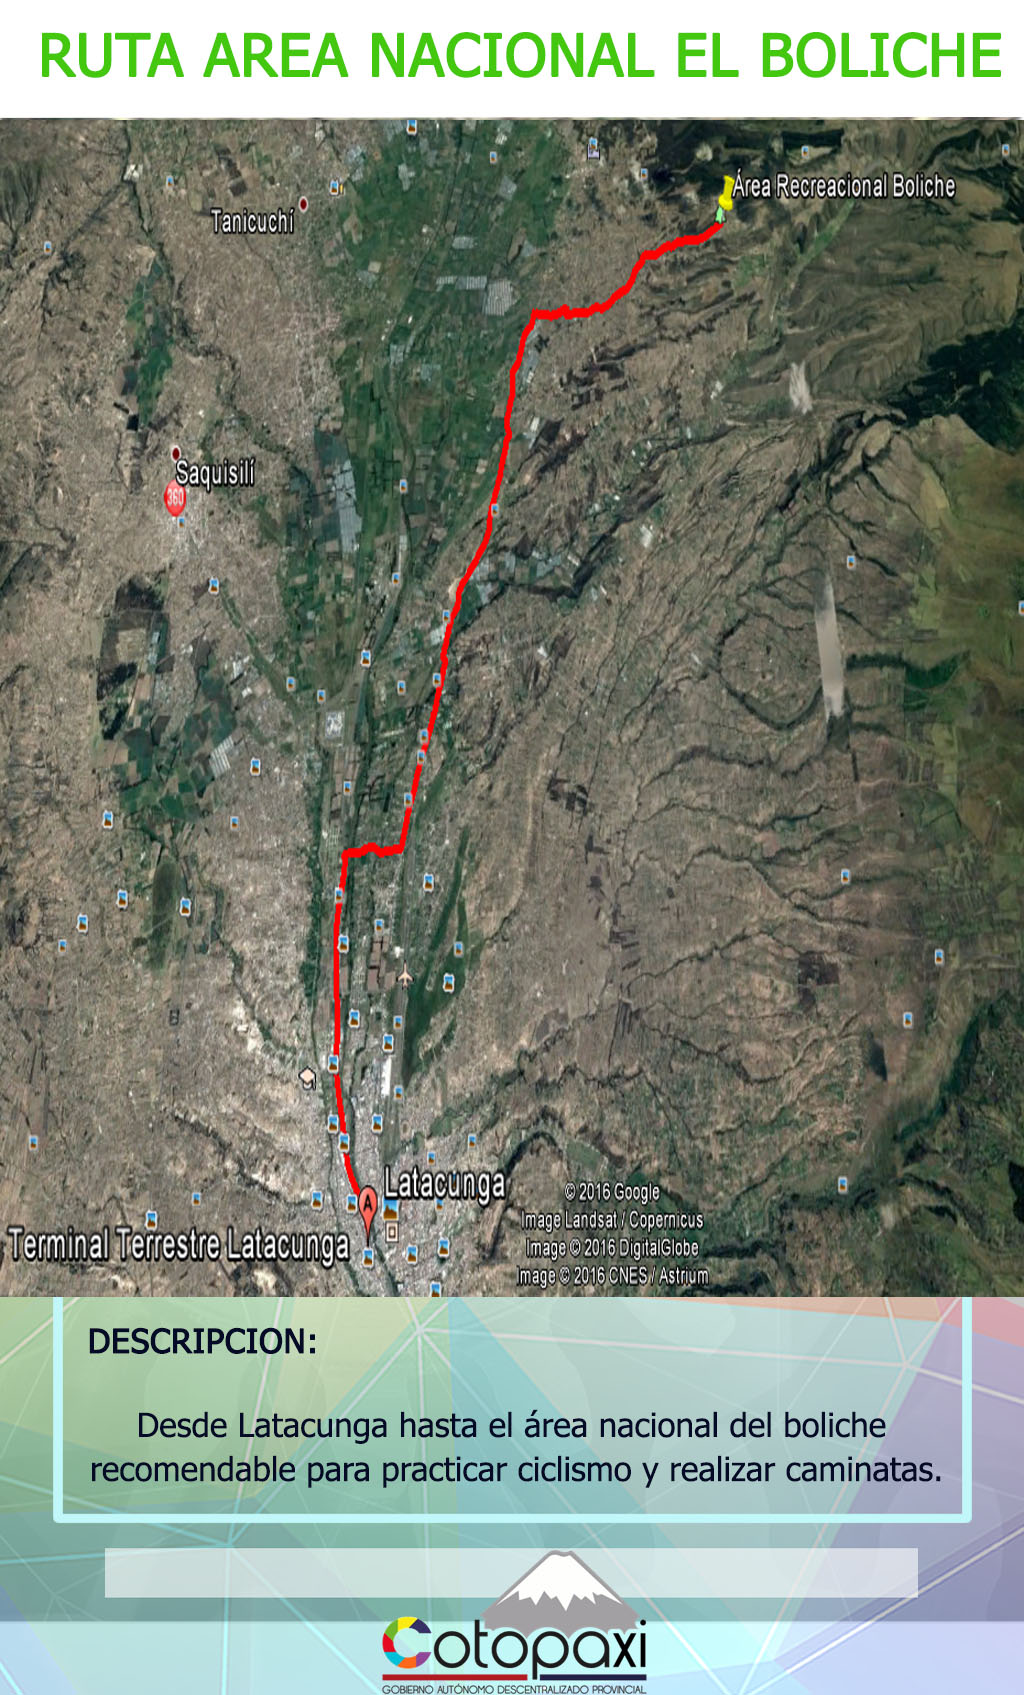 RUTA AREA NACIONAL EL BOLICHE
Área Recreacional Boliche
Tanicuchí
Saquisilí
360
Latacunga
A
Terminal Terrestre Latacunga
© 2016 Google
Image Landsat / Copernicus
Image © 2016 DigitalGlobe
Image © 2016 CNES / Astrium
DESCRIPCION:
Desde Latacunga hasta el área nacional del boliche
recomendable para practicar ciclismo y realizar caminatas.
Cotopaxi
GOBIERNO AUTÓNOMO DESCENTRALIZADO PROVINCIAL